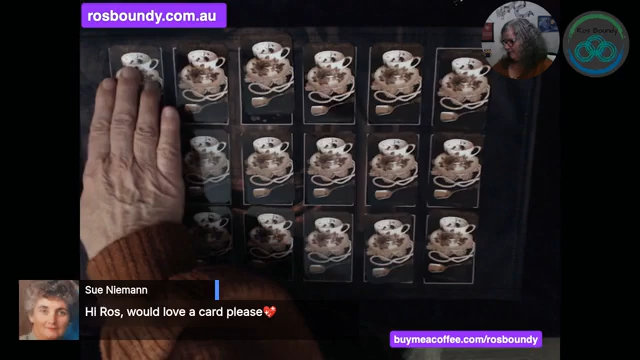 rosboundy.com.au
Ros Boundy
Sue Niemann
Hi Ros, would love a card please💖
buymeacoffee.com/rosboundy